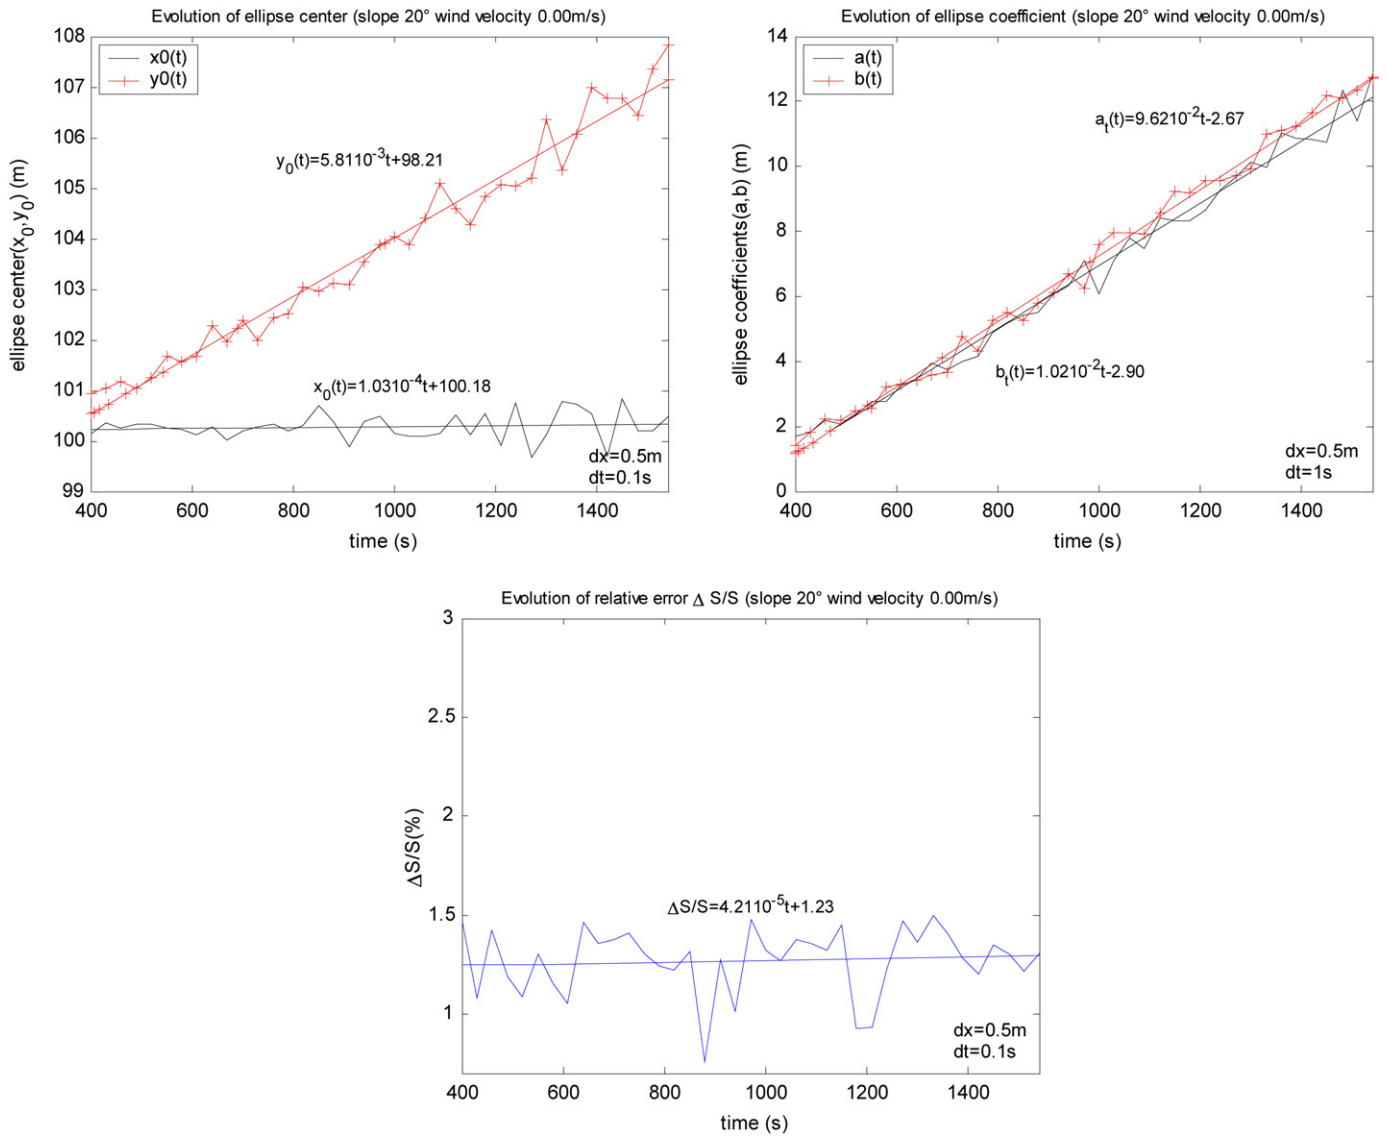 Evolution of ellipse center (slope 20° wind velocity 0.00m/s)
108
107
106
105
104
103
102
101
100
99
ellipse center(x0,y0) (m)
x0(t)
y0(t)
y0(t)=5.8110^-3t+98.21
x0(t)=1.0310^-4t+100.18
dx=0.5m
dt=0.1s
400 600 800 1000 1200 1400
time (s)
Evolution of ellipse coefficient (slope 20° wind velocity 0.00m/s)
14
12
10
8
6
4
2
0
ellipse coefficients(a,b) (m)
a(t)
b(t)
at(t)=9.6210^-2t-2.67
bt(t)=1.0210^-2t-2.90
dx=0.5m
dt=1s
400 600 800 1000 1200 1400
time (s)
Evolution of relative error Δ S/S (slope 20° wind velocity 0.00m/s)
3
2.5
2
1.5
1
ΔS/S(%)
ΔS/S=4.2110^-5t+1.23
dx=0.5m
dt=0.1s
400 600 800 1000 1200 1400
time (s)